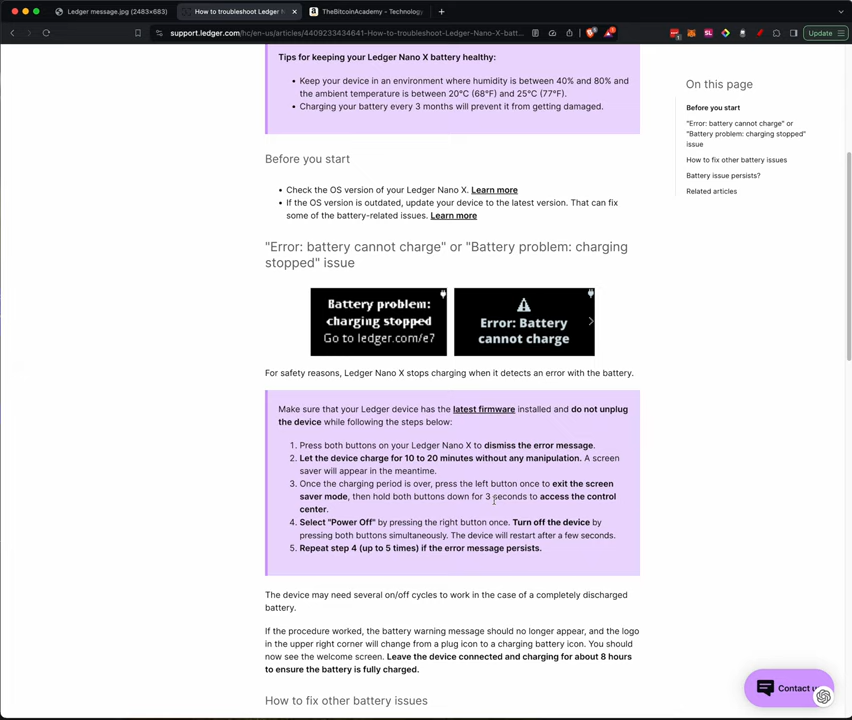 Ledger message.jpg (2483×683)
How to troubleshoot Ledger N
TheBitcoinAcademy - Technology
support.ledger.com/hc/en-us/articles/4409233434641-How-to-troubleshoot-Ledger-Nano-X-batt...
Update
Tips for keeping your Ledger Nano X battery healthy:
• Keep your device in an environment where humidity is between 40% and 80% and
the ambient temperature is between 20°C (68°F) and 25°C (77°F).
• Charging your battery every 3 months will prevent it from getting damaged.
On this page
Before you start
"Error: battery cannot charge" or
"Battery problem: charging stopped"
issue
How to fix other battery issues
Battery issue persists?
Related articles
Before you start
• Check the OS version of your Ledger Nano X. Learn more
• If the OS version is outdated, update your device to the latest version. That can fix
some of the battery-related issues. Learn more
"Error: battery cannot charge" or "Battery problem: charging
stopped" issue
Battery problem:
charging stopped
Go to ledger.com/e7
Error: Battery
cannot charge
For safety reasons, Ledger Nano X stops charging when it detects an error with the battery.
Make sure that your Ledger device has the latest firmware installed and do not unplug
the device while following the steps below:
1. Press both buttons on your Ledger Nano X to dismiss the error message.
2. Let the device charge for 10 to 20 minutes without any manipulation. A screen
saver will appear in the meantime.
3. Once the charging period is over, press the left button once to exit the screen
saver mode, then hold both buttons down for 3 seconds to access the control
center.
4. Select "Power Off" by pressing the right button once. Turn off the device by
pressing both buttons simultaneously. The device will restart after a few seconds.
5. Repeat step 4 (up to 5 times) if the error message persists.
The device may need several on/off cycles to work in the case of a completely discharged
battery.
If the procedure worked, the battery warning message should no longer appear, and the logo
in the upper right corner will change from a plug icon to a charging battery icon. You should
now see the welcome screen. Leave the device connected and charging for about 8 hours
to ensure the battery is fully charged.
Contact
How to fix other battery issues